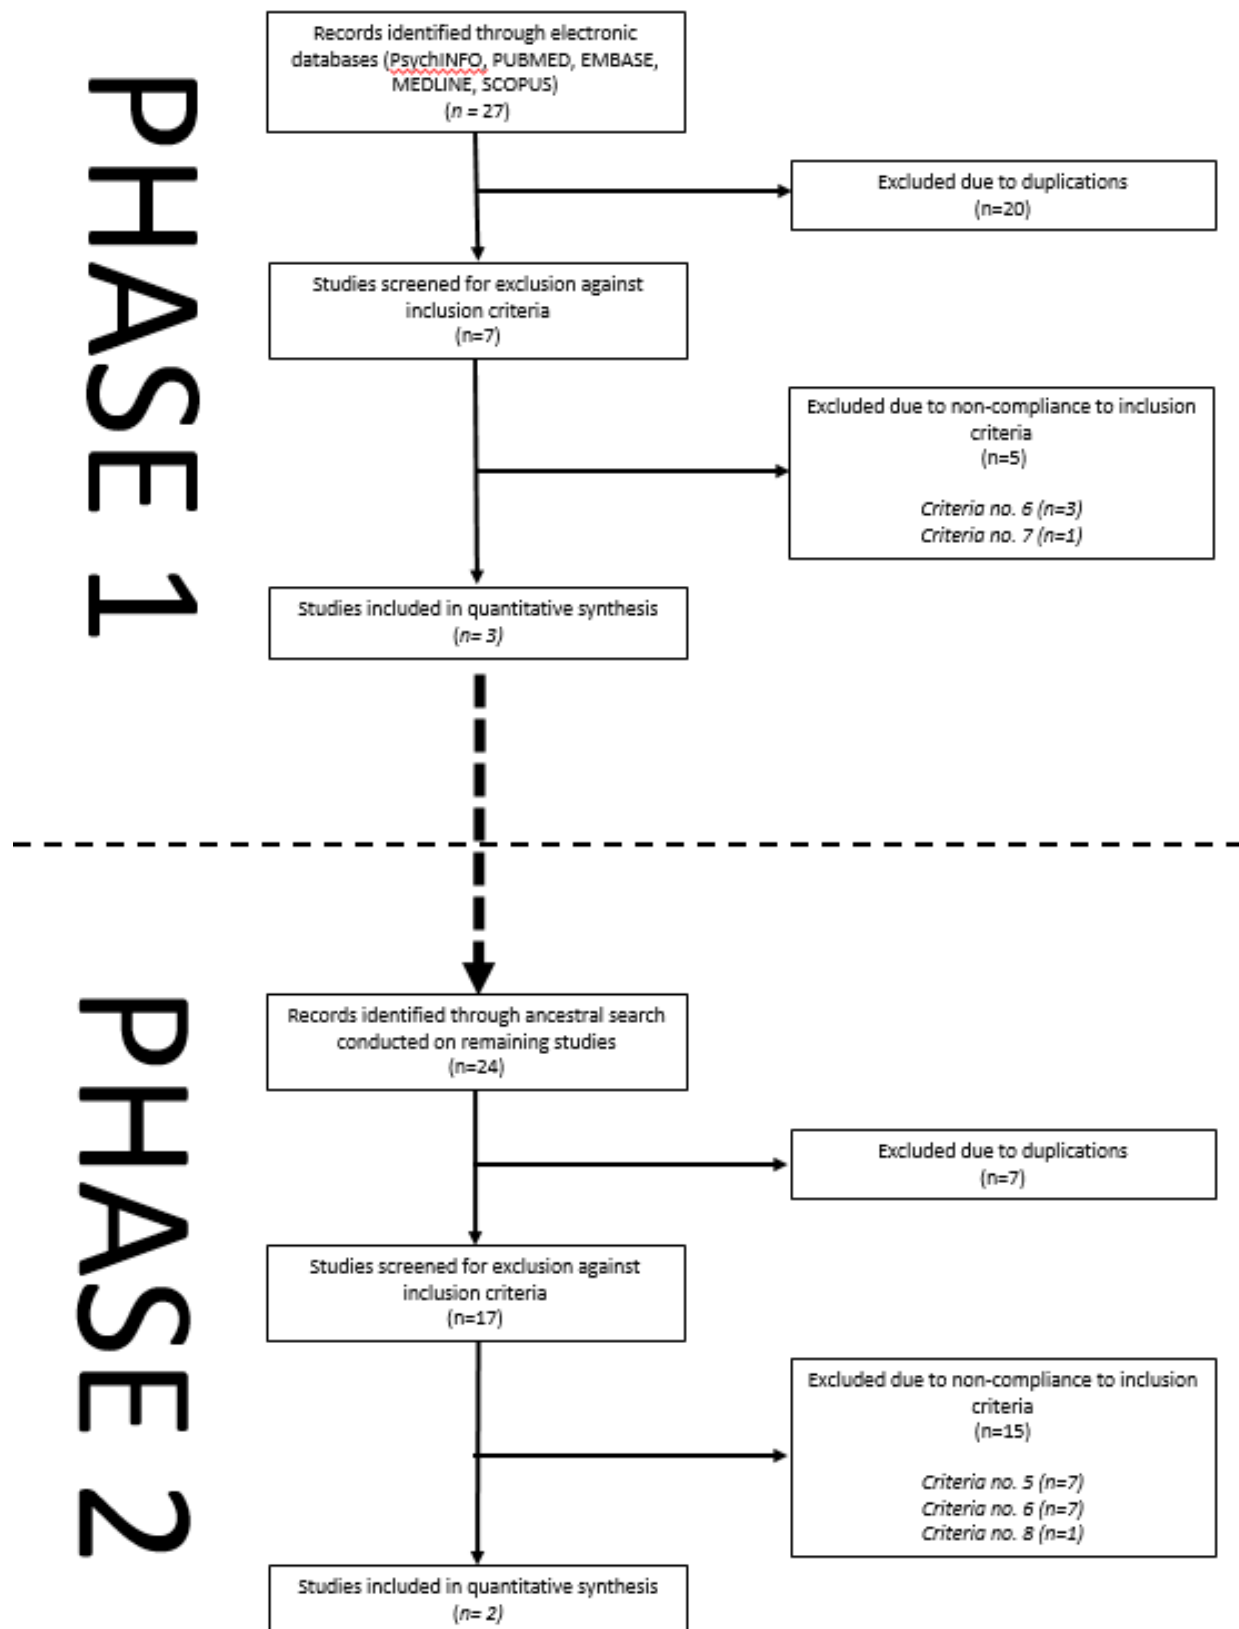 PHASE 1
Records identified through electronic
databases (PsychINFO, PUBMED, EMBASE,
MEDLINE, SCOPUS)
(n = 27)
Excluded due to duplications
(n=20)
Studies screened for exclusion against
inclusion criteria
(n=7)
Excluded due to non-compliance to inclusion
criteria
(n=5)
Criteria no. 6 (n=3)
Criteria no. 7 (n=1)
Studies included in quantitative synthesis
(n= 3)
PHASE 2
Records identified through ancestral search
conducted on remaining studies
(n=24)
Excluded due to duplications
(n=7)
Studies screened for exclusion against
inclusion criteria
(n=17)
Excluded due to non-compliance to inclusion
criteria
(n=15)
Criteria no. 5 (n=7)
Criteria no. 6 (n=7)
Criteria no. 8 (n=1)
Studies included in quantitative synthesis
(n= 2)